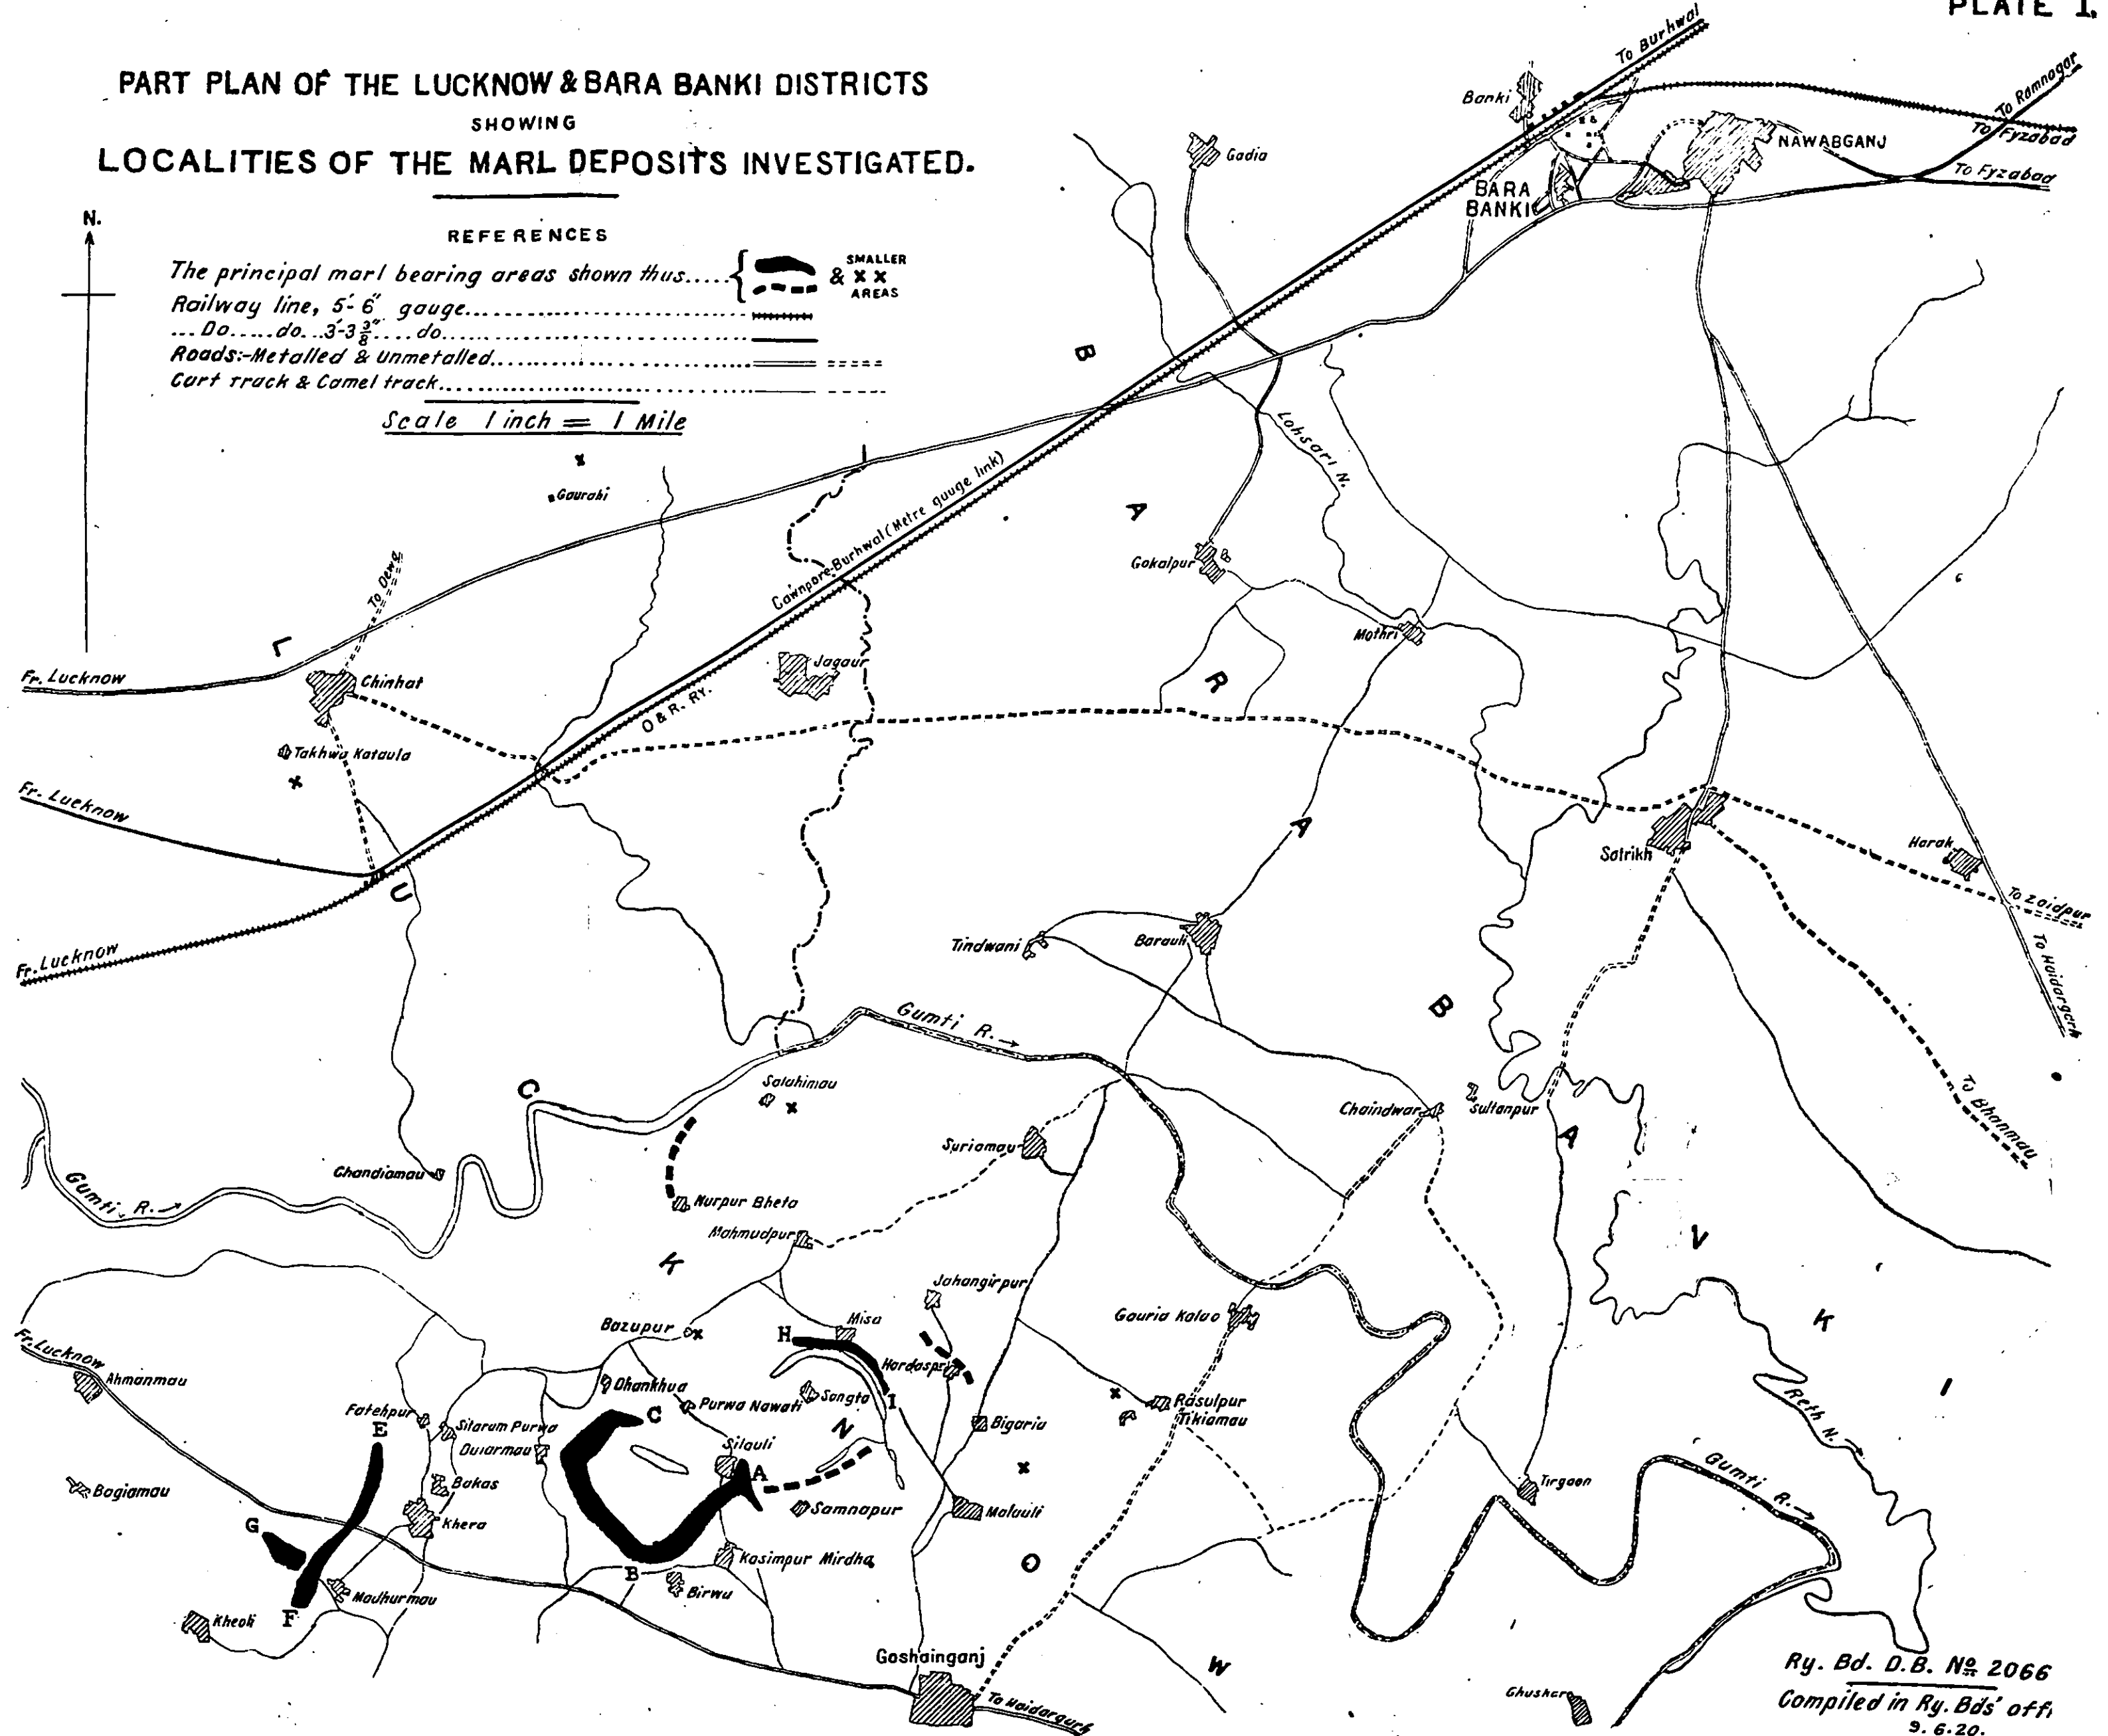 PLATE I.
PART PLAN OF THE LUCKNOW & BARA BANKI DISTRICTS
SHOWING
LOCALITIES OF THE MARL DEPOSITS INVESTIGATED.
N.
REFERENCES
The principal marl bearing areas shown thus..... & x x SMALLER AREAS
Railway line, 5'-6" gauge
...Do.....do...3'-3 3/8"....do
Roads:-Metalled & Unmetalled
Cart Track & Camel track
Scale 1 inch = 1 Mile
To Burhwal
To Ramnagar
To Fyzabad
To Fyzabad
Banki
NAWABGANJ
BARA
BANKI
Gadia
Lohsari N.
Gaurahi
Cawnpore-Burhwal (Metre gauge link)
To Dewa
Gokalpur
Mothri
Fr. Lucknow
Chinhat
Jagaur
O & R. RY.
Takhwa Kataula
Fr. Lucknow
Fr. Lucknow
Satrikh
Harak
To Zaidpur
To Haidargarh
To Bhanmau
Tindwani
Barauli
Gumti R.
Salahimau
Chaindwar
Sultanpur
Suriamau
Chandiamau
Gumti R.
Nurpur Bheta
Mahmudpur
Jahangirpur
Gauria Kalao
Bazupur
Misa
H
Hardaspr
I
Fr. Lucknow
Ahmanmau
Dhankhua
Purwa Nawati
Sangta
Rasulpur
Tikiamau
Fatehpur
Sitaram Purwa
Dularmau
C
Bigaria
E
Silauli
A
Reth N.
Bagiamau
Bakas
Khera
Samnapur
Malauli
Tirgaon
Gumti R.
G
Kasimpur Mirdha
B
Birwa
F
Madhurmau
Kheoli
Goshainganj
To Haidargarh
Ghuskar
L U C K N O W
B A R A B A N K I
Ry. Bd. D.B. No 2066
Compiled in Ry. Bds' offi
9. 6. 20.